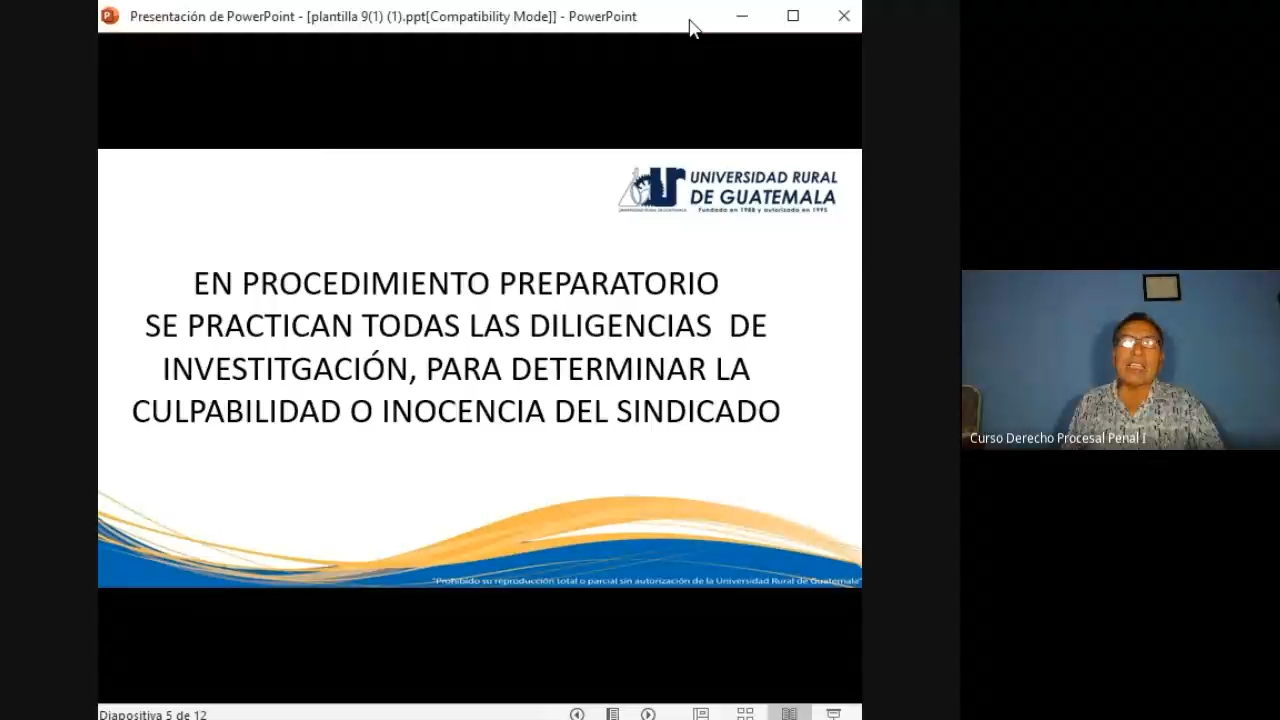 Presentación de PowerPoint - [plantilla 9(1) (1).ppt[Compatibility Mode]] - PowerPoint
UNIVERSIDAD RURAL
DE GUATEMALA
Fundada en 1988 y autorizada en 1995
EN PROCEDIMIENTO PREPARATORIO
SE PRACTICAN TODAS LAS DILIGENCIAS DE
INVESTITGACIÓN, PARA DETERMINAR LA
CULPABILIDAD O INOCENCIA DEL SINDICADO
Curso Derecho Procesal Penal I
"Prohibido su reproducción total o parcial sin autorización de la Universidad Rural de Guatemala"
Diapositiva 5 de 12